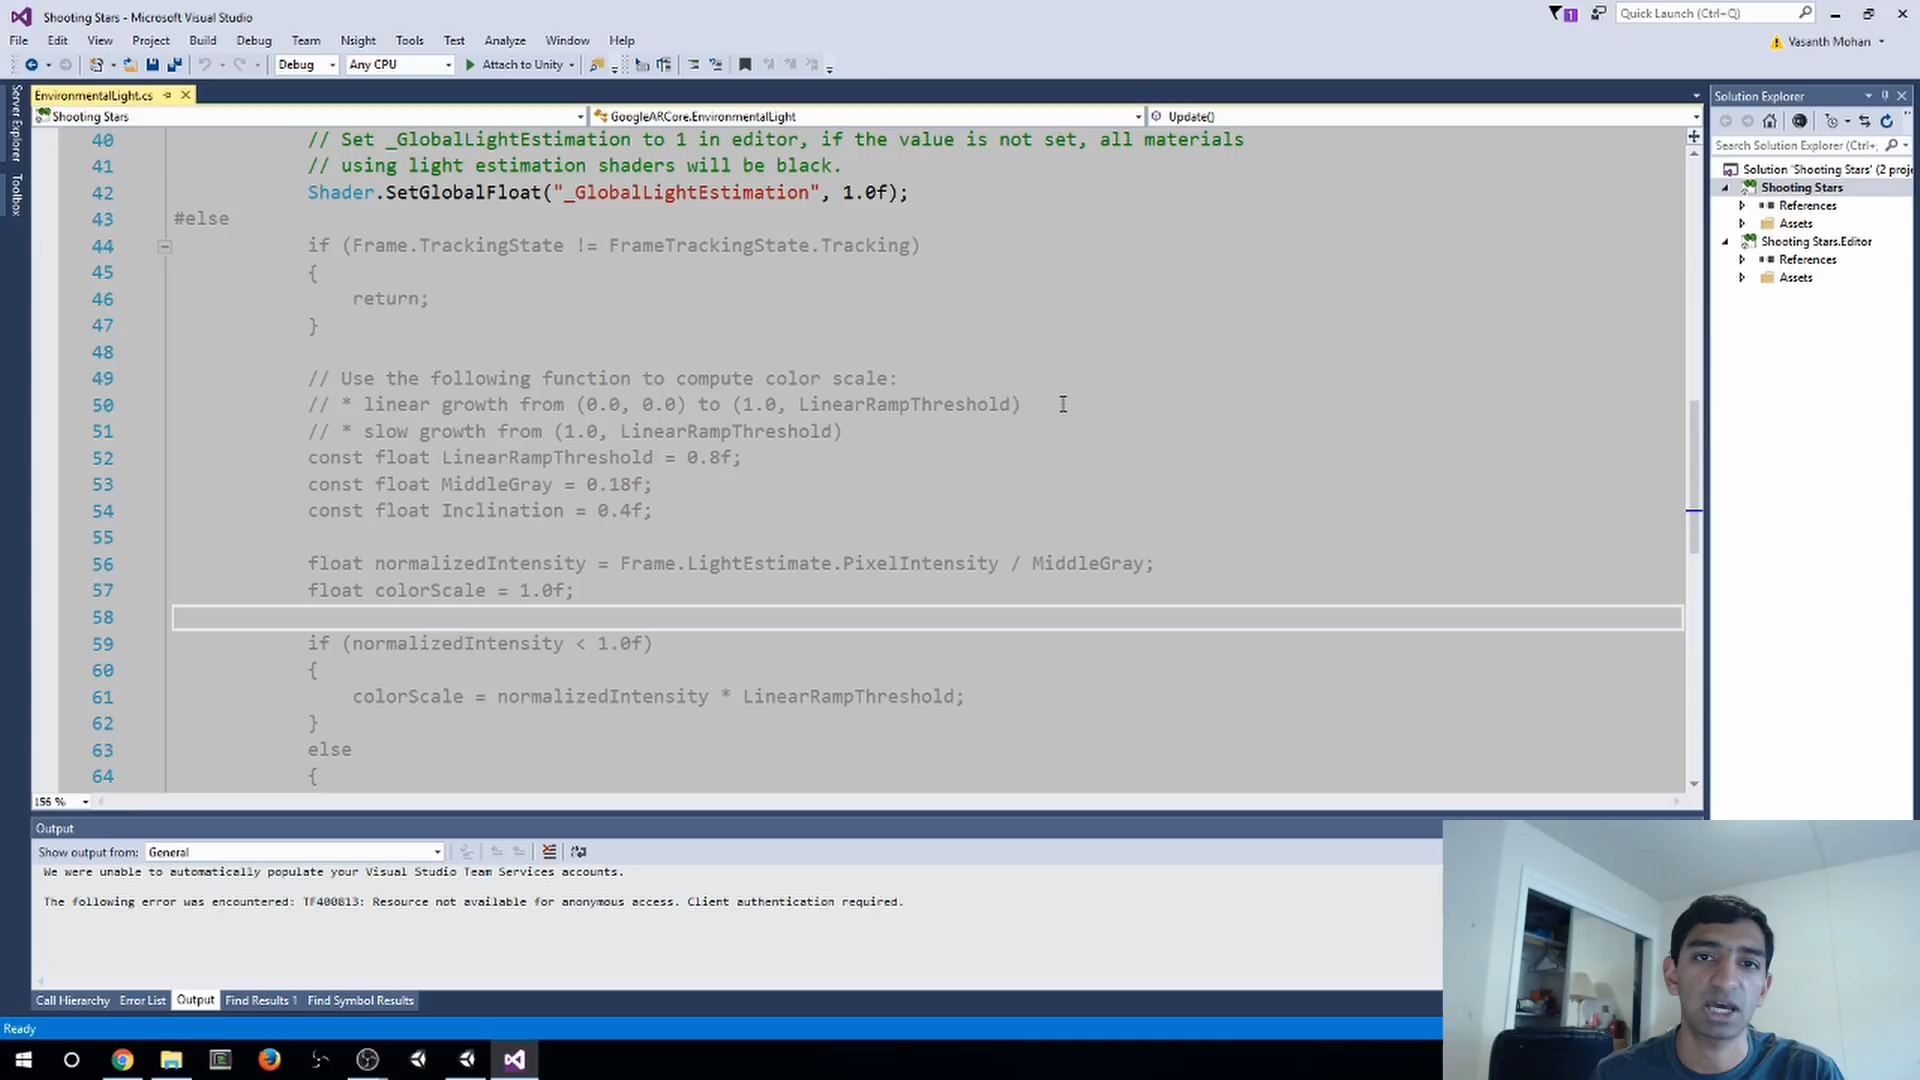 Shooting Stars - Microsoft Visual Studio
1
Quick Launch (Ctrl+Q)
File Edit View Project Build Debug Team Nsight Tools Test Analyze Window Help
Vasanth Mohan
Debug Any CPU Attach to Unity
Server Explorer
Toolbox
EnvironmentalLight.cs
Shooting Stars GoogleARCore.EnvironmentalLight Update()
40 // Set _GlobalLightEstimation to 1 in editor, if the value is not set, all materials
41 // using light estimation shaders will be black.
42 Shader.SetGlobalFloat("_GlobalLightEstimation", 1.0f);
43 #else
44 if (Frame.TrackingState != FrameTrackingState.Tracking)
45 {
46 return;
47 }
48
49 // Use the following function to compute color scale:
50 // * linear growth from (0.0, 0.0) to (1.0, LinearRampThreshold)
51 // * slow growth from (1.0, LinearRampThreshold)
52 const float LinearRampThreshold = 0.8f;
53 const float MiddleGray = 0.18f;
54 const float Inclination = 0.4f;
55
56 float normalizedIntensity = Frame.LightEstimate.PixelIntensity / MiddleGray;
57 float colorScale = 1.0f;
58
59 if (normalizedIntensity < 1.0f)
60 {
61 colorScale = normalizedIntensity * LinearRampThreshold;
62 }
63 else
64 {
156 %
Solution Explorer
Search Solution Explorer (Ctrl+;
Solution 'Shooting Stars' (2 proje
Shooting Stars
References
Assets
Shooting Stars.Editor
References
Assets
Output
Show output from: General
We were unable to automatically populate your Visual Studio Team Services accounts.
The following error was encountered: TF400813: Resource not available for anonymous access. Client authentication required.
Call Hierarchy Error List Output Find Results 1 Find Symbol Results
Ready